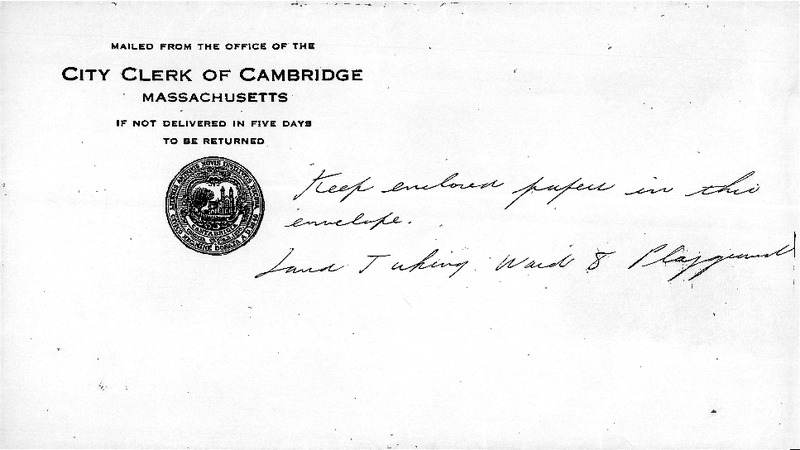 MAILED FROM THE OFFICE OF THE
CITY CLERK OF CAMBRIDGE
MASSACHUSETTS
IF NOT DELIVERED IN FIVE DAYS
TO BE RETURNED
Keep enclosed papers in this
envelope.
Land Taking Ward 8 Playground